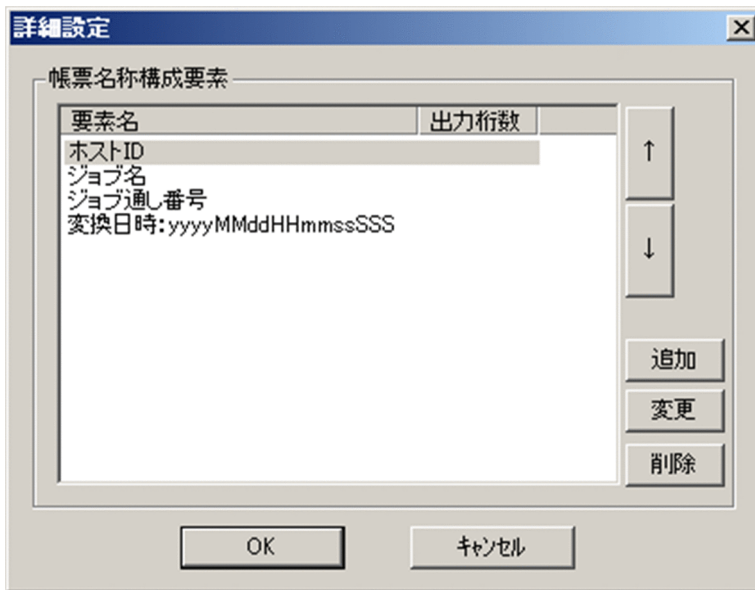 詳細設定
帳票名称構成要素
要素名 出力桁数
ホストID
ジョブ名
ジョブ通し番号
変換日時:yyyyMMddHHmmssSSS
↑
↓
追加
変更
削除
OK キャンセル